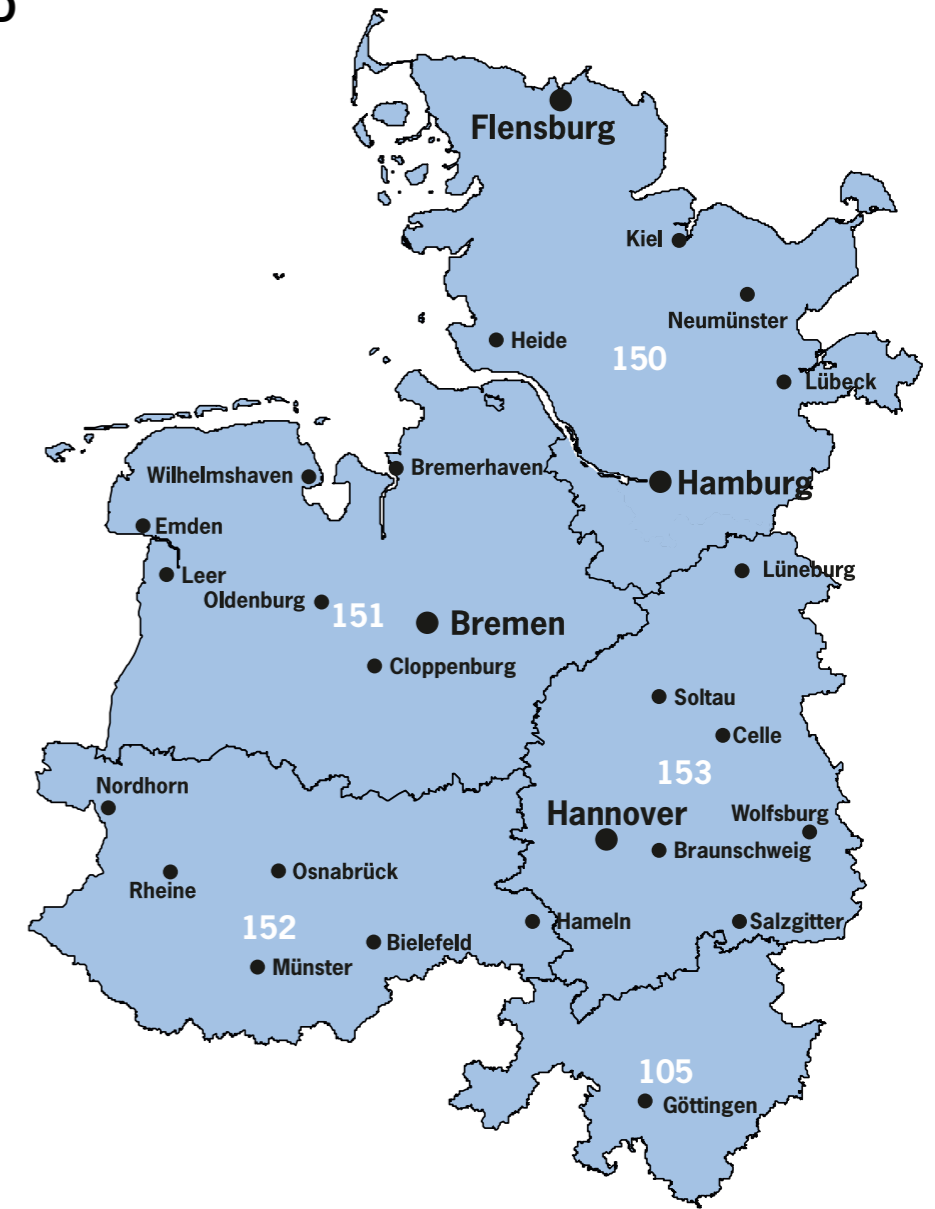 Flensburg
Kiel
Neumünster
Heide
150
Lübeck
Bremerhaven
Wilhelmshaven
Hamburg
Emden
Lüneburg
Leer
Oldenburg
151
Bremen
Cloppenburg
Soltau
Celle
153
Nordhorn
Hannover
Wolfsburg
Braunschweig
Osnabrück
Rheine
152
Hameln
Salzgitter
Bielefeld
Münster
105
Göttingen